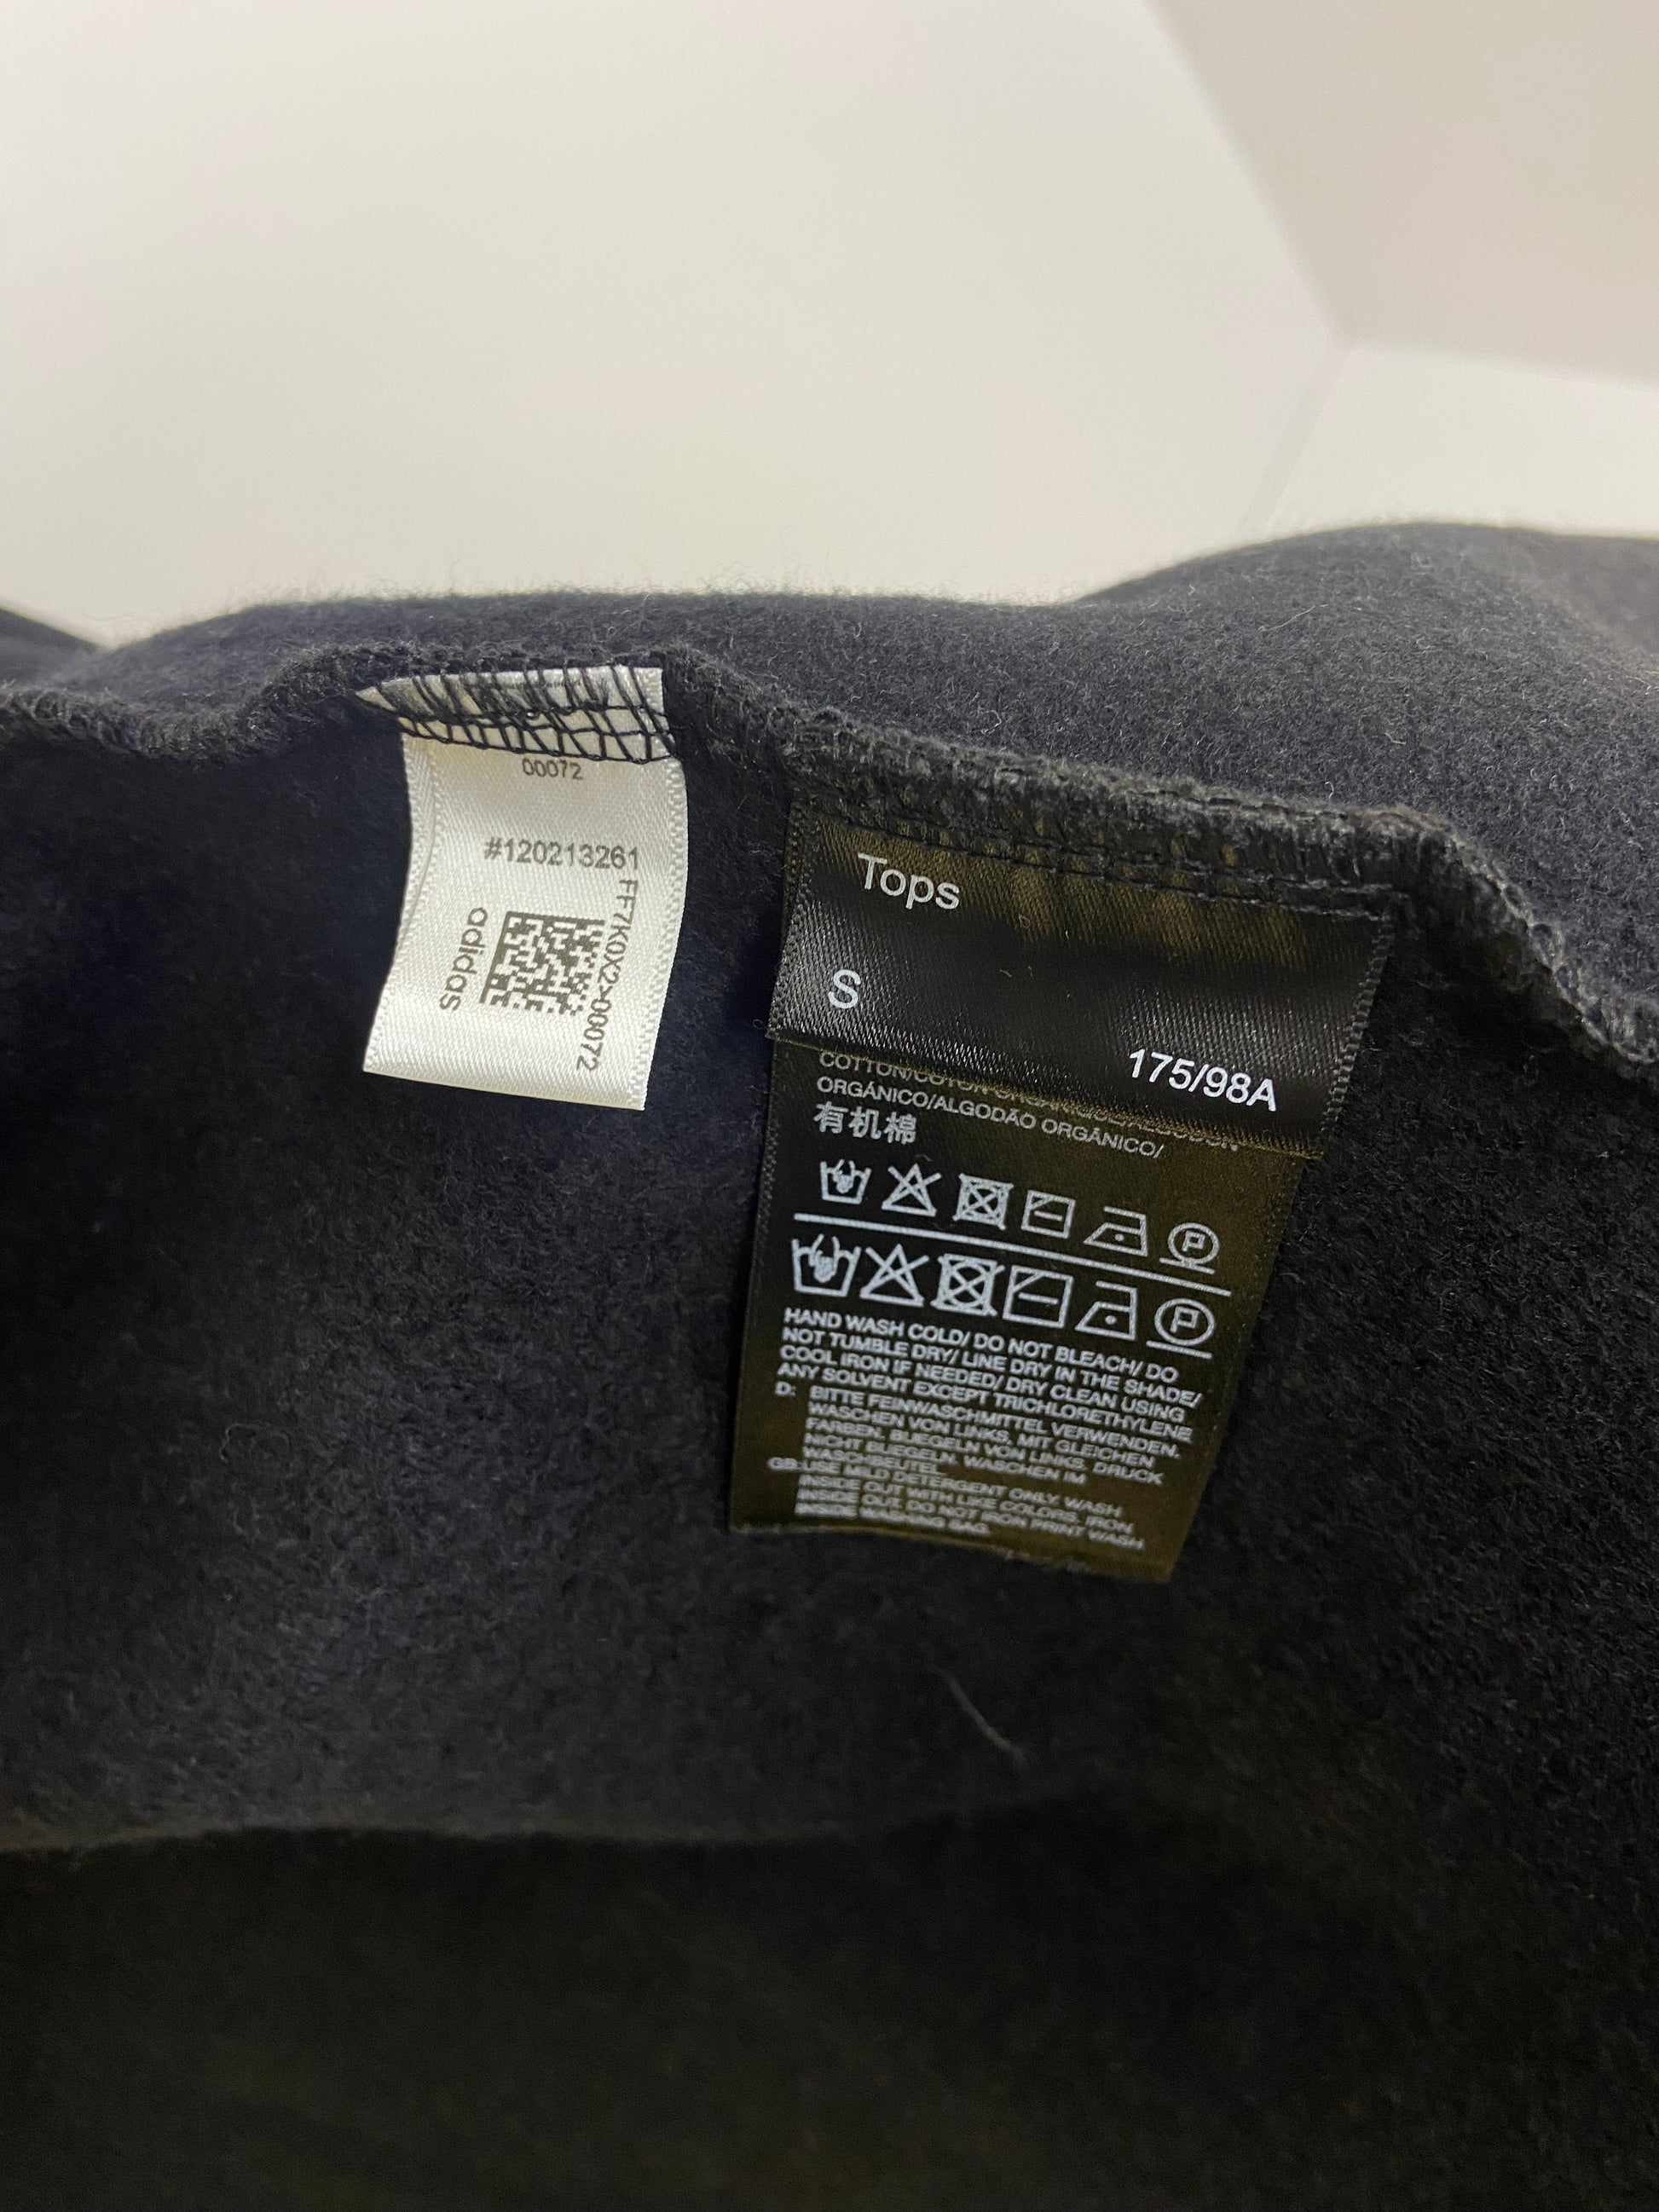 00072
#120213261
FF7K0X2>00072
adidas
Tops
S
175/98A
COTTON/COTON ORGANIQUE/ALGODÓN
ORGÁNICO/ALGODÃO ORGÂNICO/
有机棉
P
P
HAND WASH COLD/ DO NOT BLEACH/ DO
NOT TUMBLE DRY/ LINE DRY IN THE SHADE/
COOL IRON IF NEEDED/ DRY CLEAN USING
ANY SOLVENT EXCEPT TRICHLORETHYLENE
D: BITTE FEINWASCHMITTEL VERWENDEN.
WASCHEN VON LINKS, MIT GLEICHEN
FARBEN. BUEGELN VON LINKS. DRUCK
NICHT BUEGELN. WASCHEN IM
WASCHBEUTEL.
GB:USE MILD DETERGENT ONLY. WASH
INSIDE OUT WITH LIKE COLORS. IRON
INSIDE OUT. DO NOT IRON PRINT WASH
INSIDE WASHING BAG.